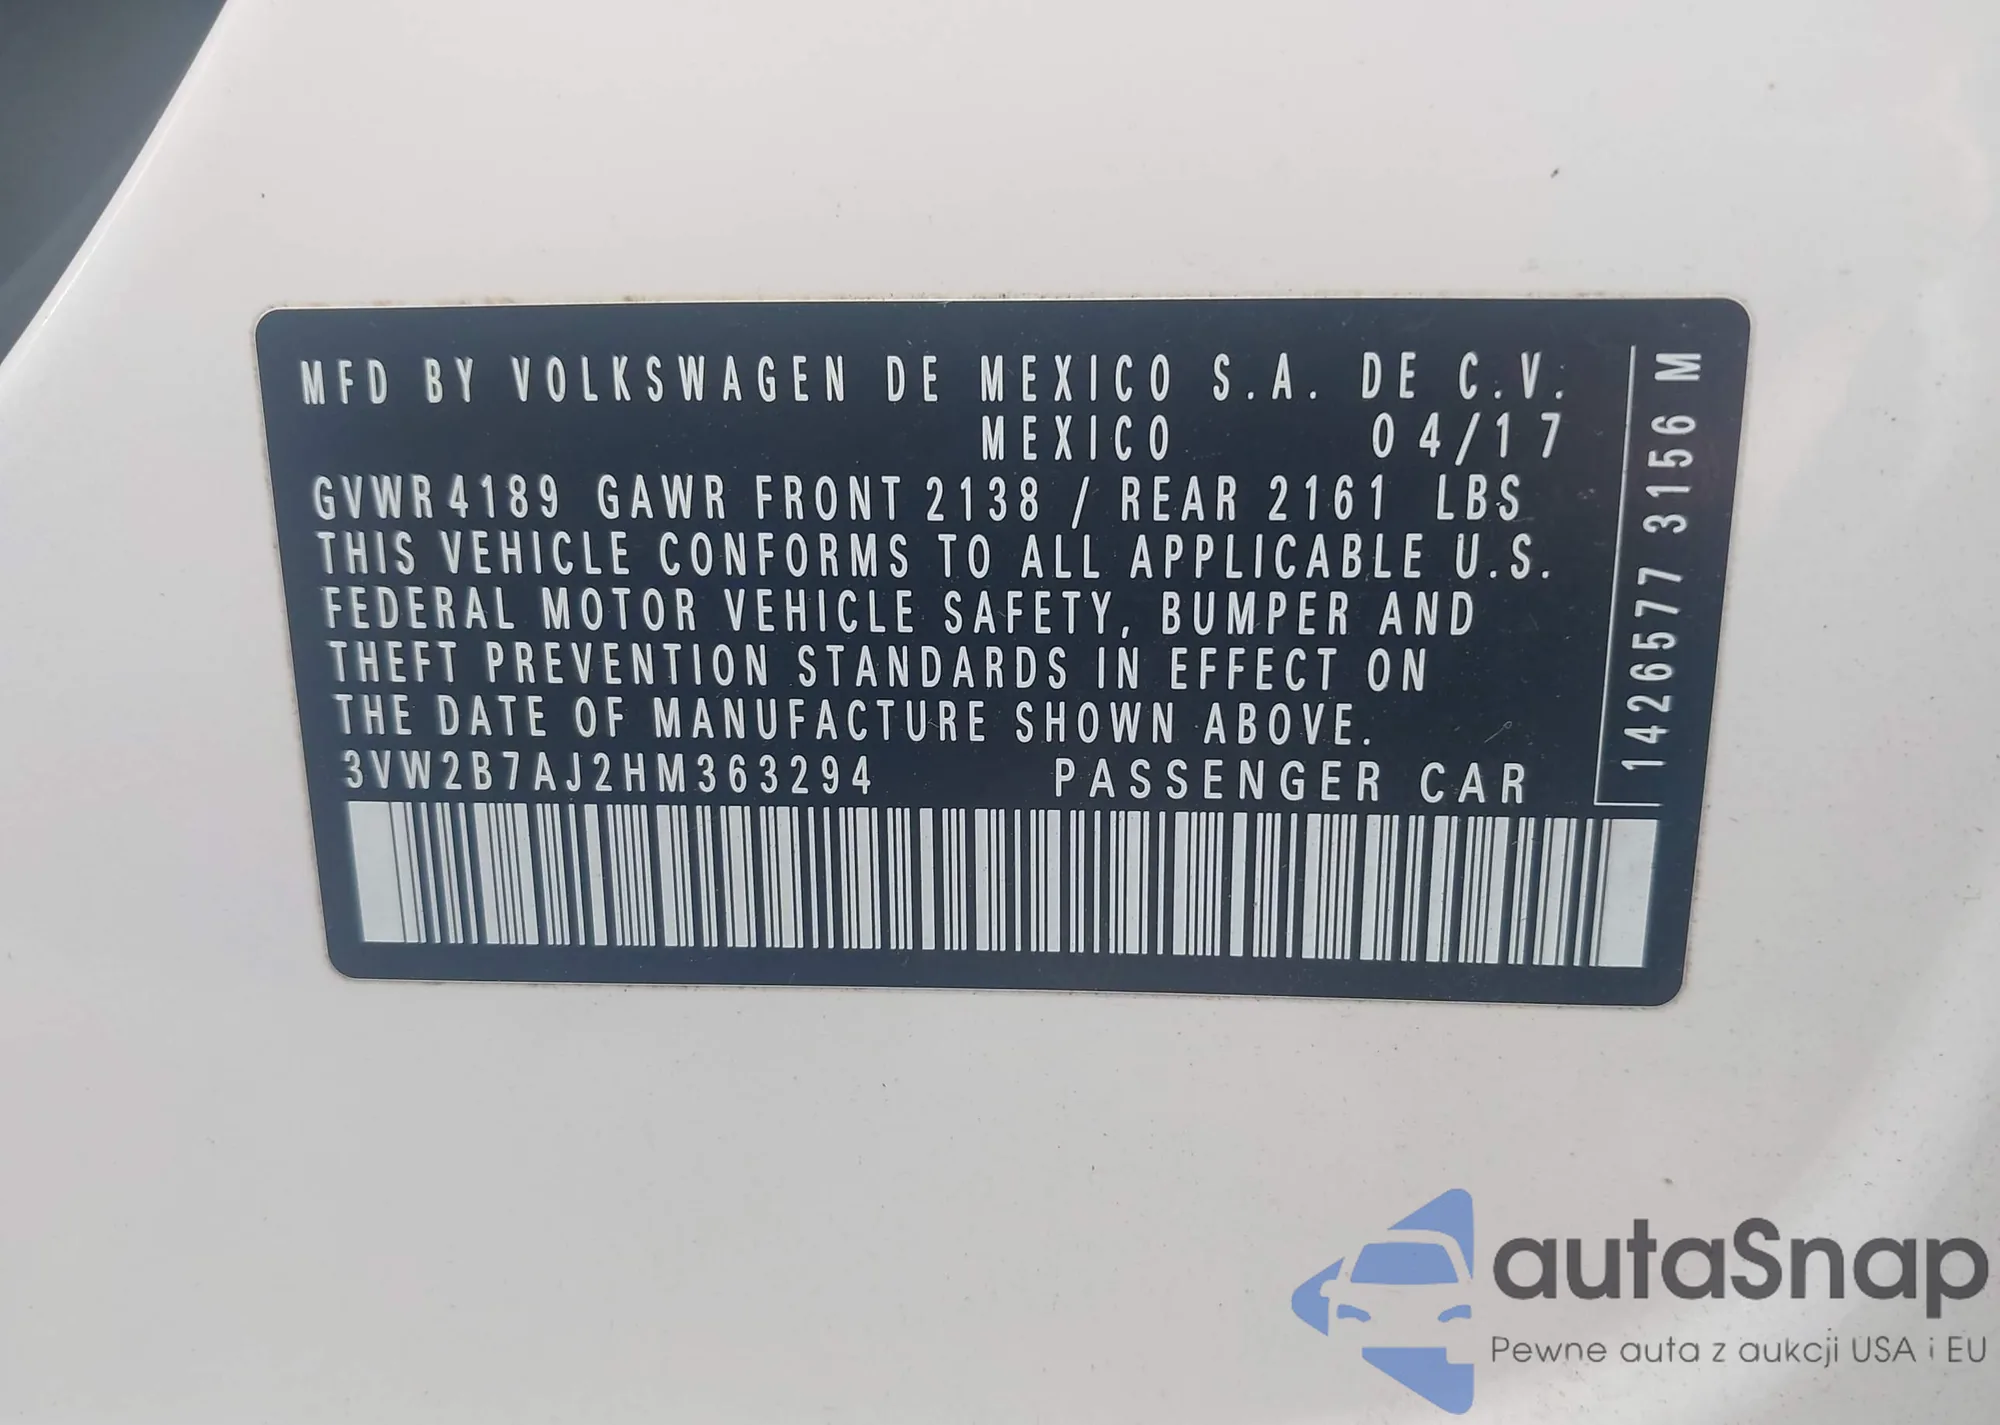 MFD BY VOLKSWAGEN DE MEXICO S.A. DE C.V.
MEXICO 04/17
GVWR 4189 GAWR FRONT 2138 / REAR 2161 LBS
THIS VEHICLE CONFORMS TO ALL APPLICABLE U.S.
FEDERAL MOTOR VEHICLE SAFETY, BUMPER AND
THEFT PREVENTION STANDARDS IN EFFECT ON
THE DATE OF MANUFACTURE SHOWN ABOVE.
3VW2B7AJ2HM363294 PASSENGER CAR
1426577 3156 M
autaSnap
Pewne auta z aukcji USA i EU